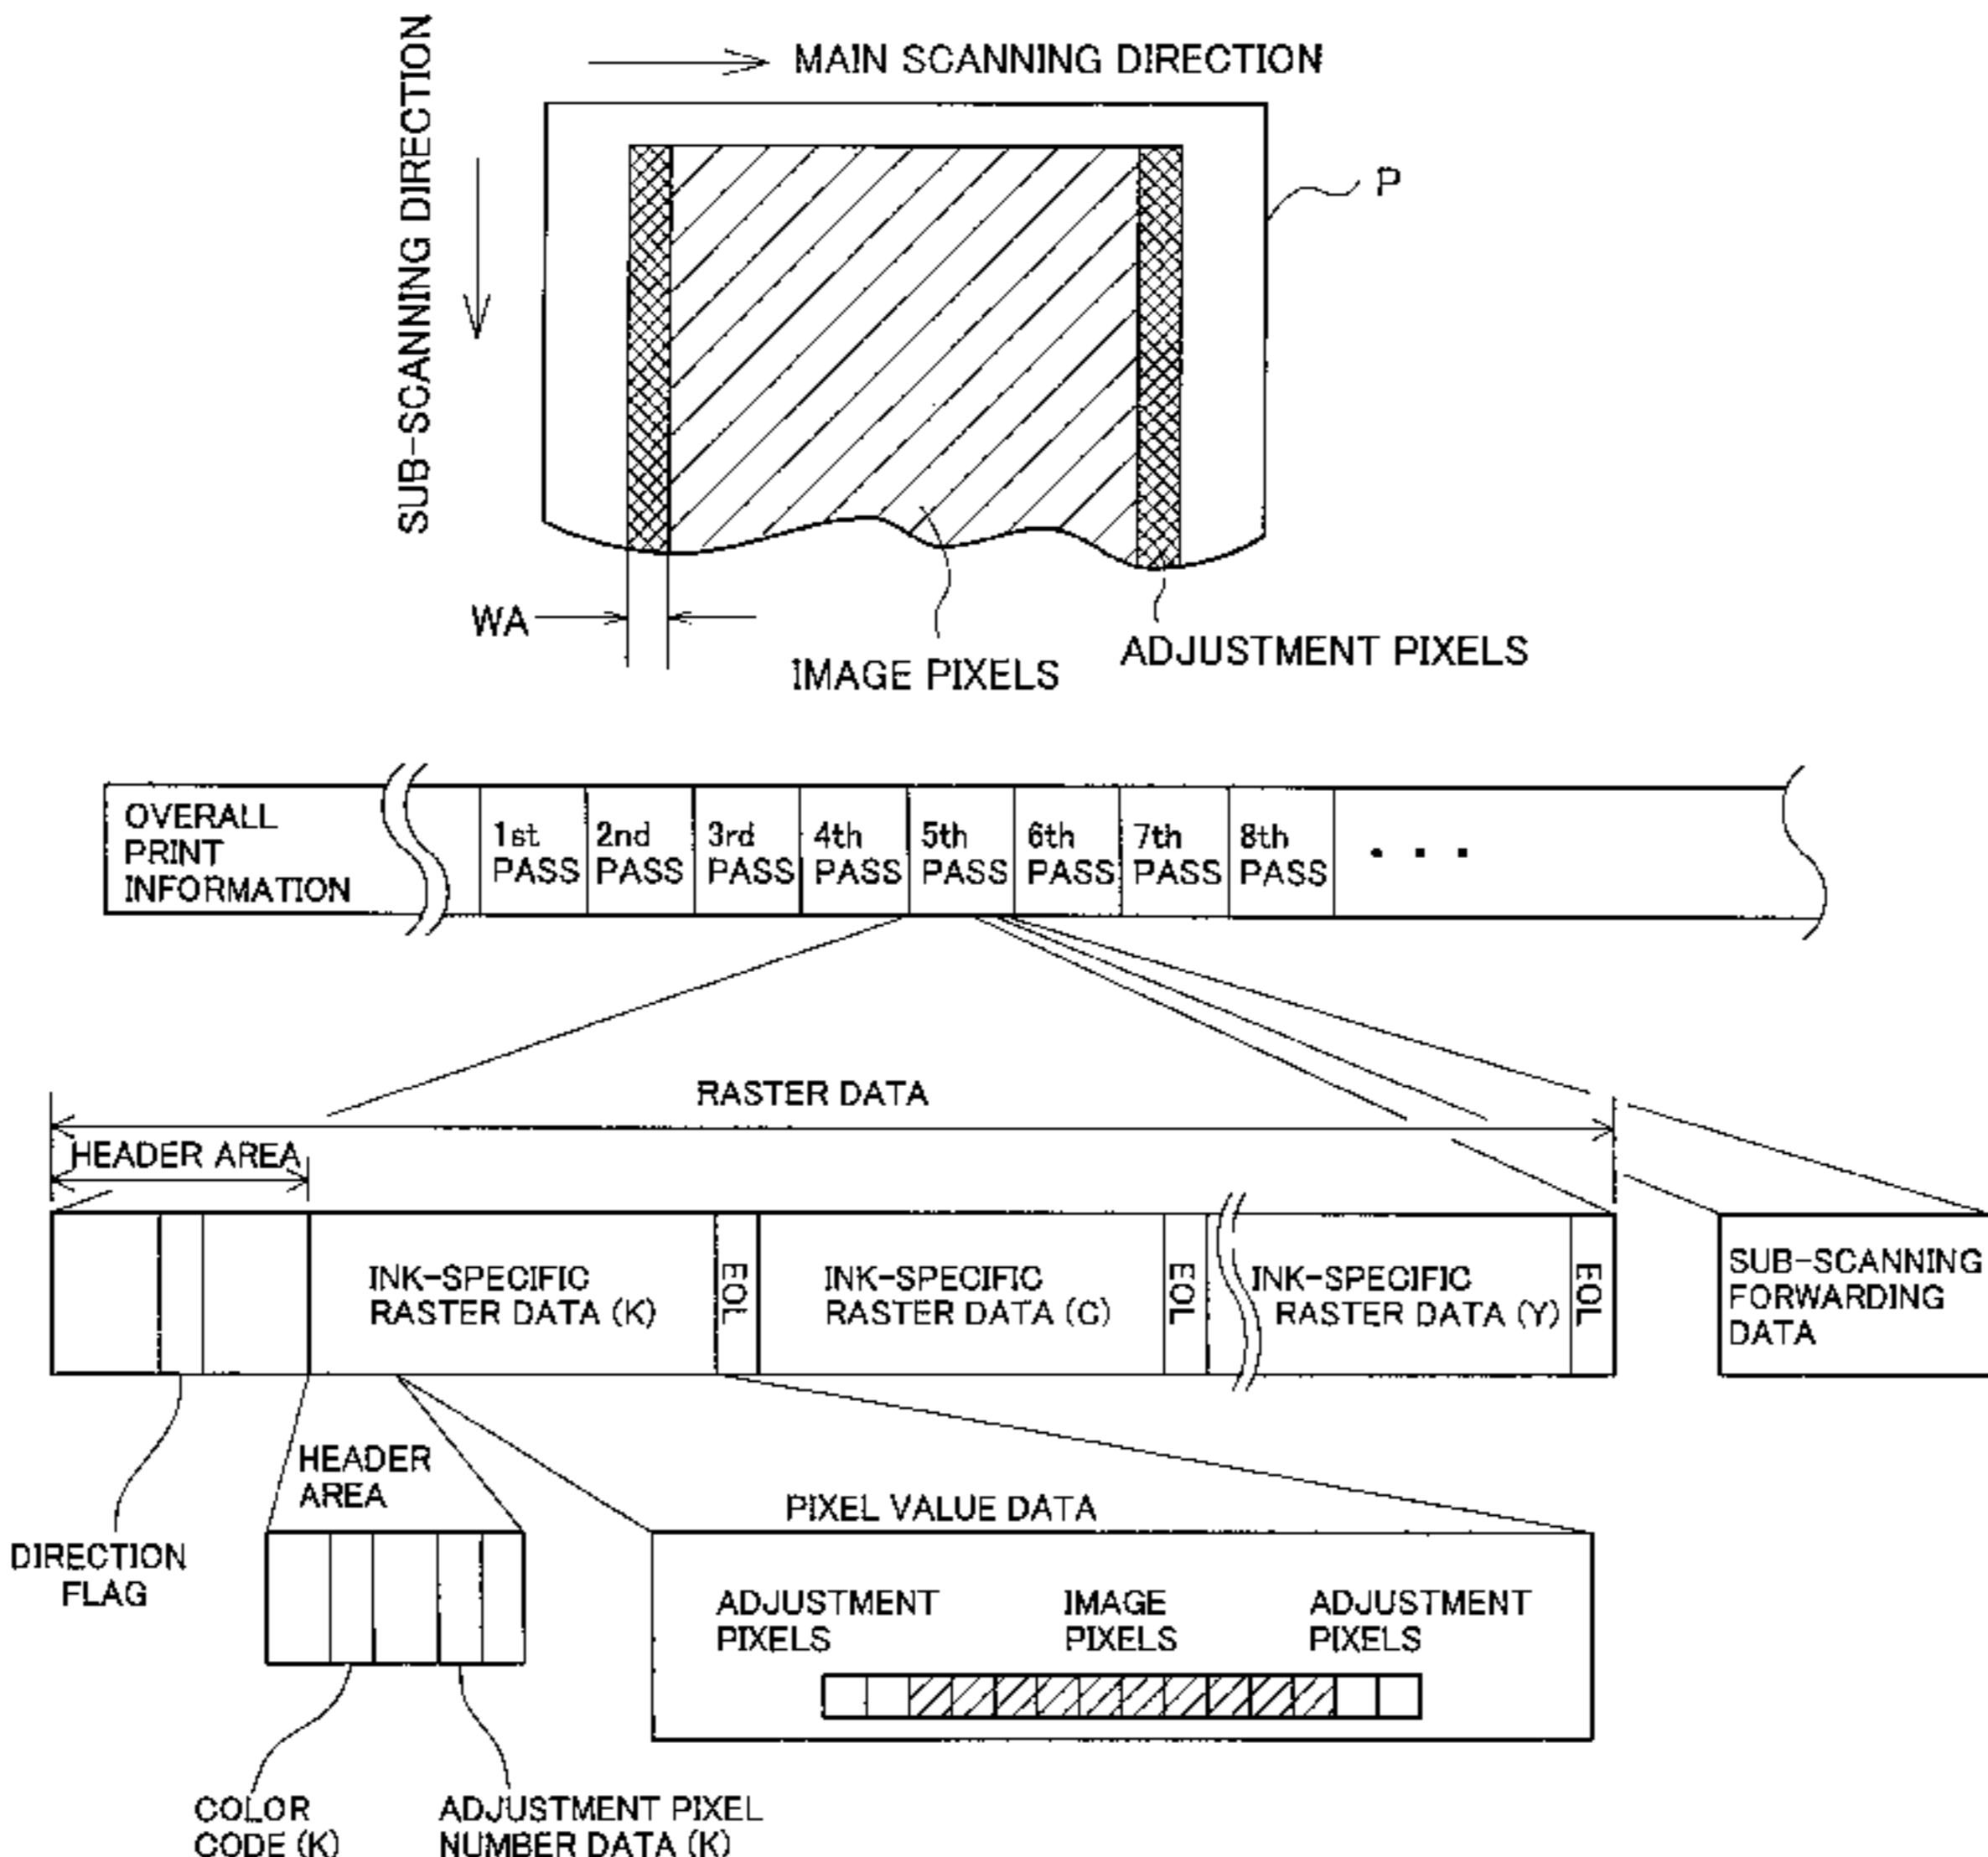 MAIN SCANNING DIRECTION
SUB-SCANNING DIRECTION
P
WA
IMAGE PIXELS
ADJUSTMENT PIXELS
OVERALL
PRINT
INFORMATION
1st
PASS
2nd
PASS
3rd
PASS
4th
PASS
5th
PASS
6th
PASS
7th
PASS
8th
PASS
• • •
RASTER DATA
HEADER AREA
INK-SPECIFIC
RASTER DATA (K)
EOL
INK-SPECIFIC
RASTER DATA (C)
EOL
INK-SPECIFIC
RASTER DATA (Y)
EOL
SUB-SCANNING
FORWARDING
DATA
DIRECTION
FLAG
HEADER
AREA
COLOR
CODE (K)
ADJUSTMENT PIXEL
NUMBER DATA (K)
PIXEL VALUE DATA
ADJUSTMENT
PIXELS
IMAGE
PIXELS
ADJUSTMENT
PIXELS